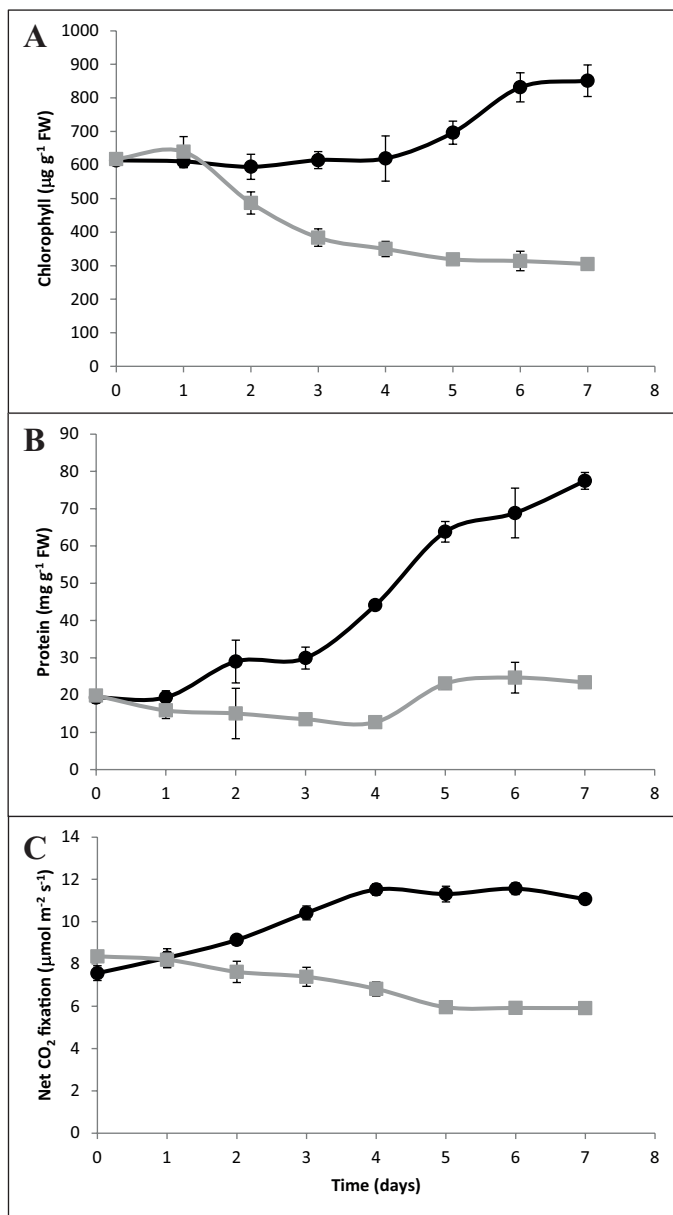 A
1000
900
800
700
600
500
400
300
200
100
0
Chlorophyll (µg g⁻¹ FW)
0 1 2 3 4 5 6 7 8
B
90
80
70
60
50
40
30
20
10
0
Protein (mg g⁻¹ FW)
0 1 2 3 4 5 6 7 8
C
14
12
10
8
6
4
2
0
Net CO₂ fixation (µmol m⁻² s⁻¹)
0 1 2 3 4 5 6 7 8
Time (days)